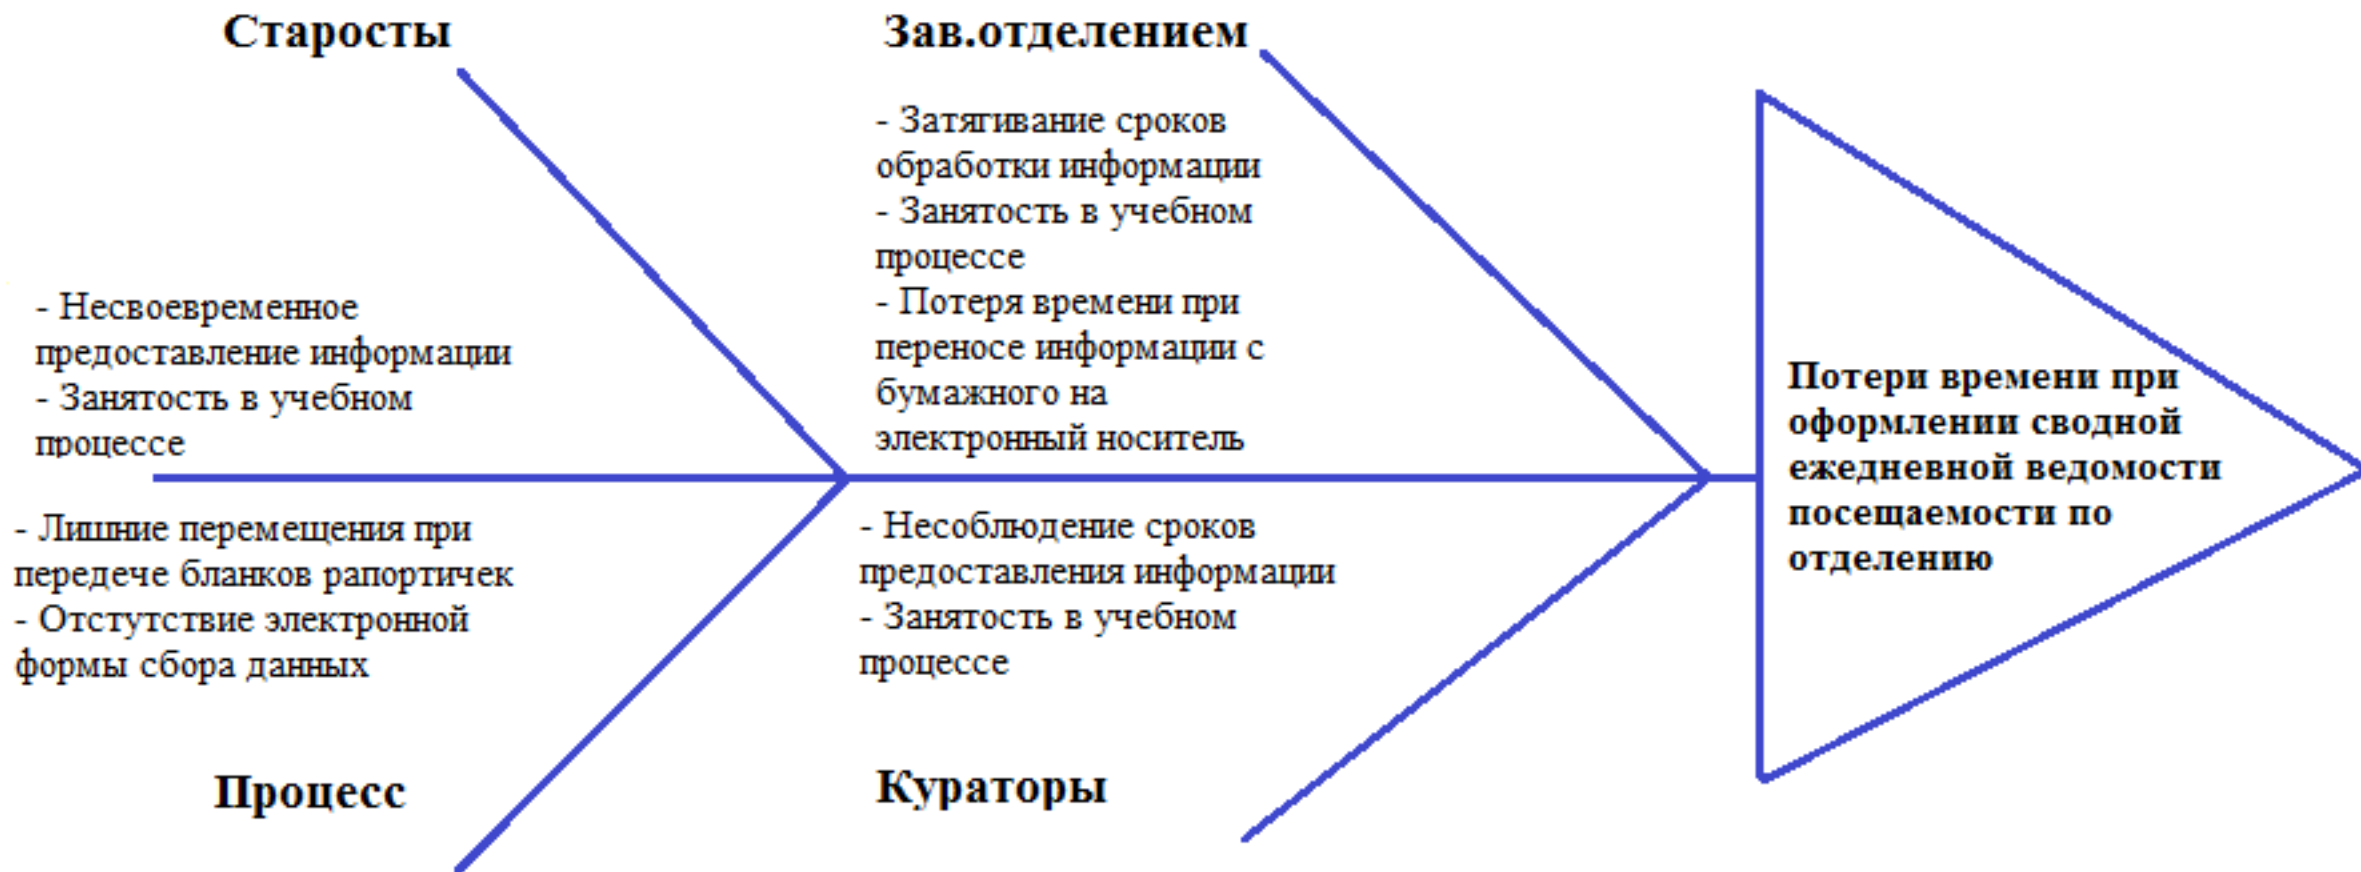 Старосты
- Несвоевременное
предоставление информации
- Занятость в учебном
процессе
Зав.отделением
- Затягивание сроков
обработки информации
- Занятость в учебном
процессе
- Потеря времени при
переносе информации с
бумажного на
электронный носитель
- Лишние перемещения при
передече бланков рапортичек
- Отстутствие электронной
формы сбора данных
Процесс
- Несоблюдение сроков
предоставления информации
- Занятость в учебном
процессе
Кураторы
Потери времени при
оформлении сводной
ежедневной ведомости
посещаемости по
отделению